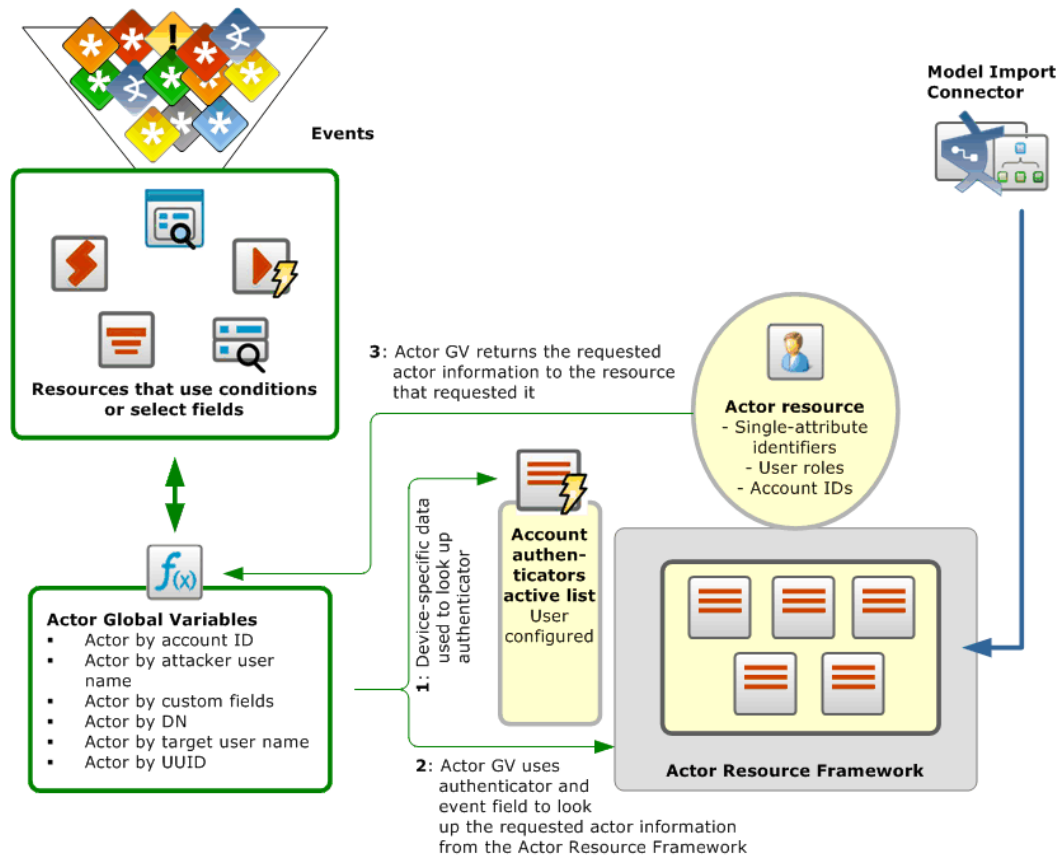 Events
Model Import
Connector
Resources that use conditions
or select fields
3: Actor GV returns the requested
actor information to the resource
that requested it
Actor resource
- Single-attribute
identifiers
- User roles
- Account IDs
1: Device-specific data
used to look up
authenticator
Account
authen-
ticators
active list
User
configured
f(x)
Actor Global Variables
▪ Actor by account ID
▪ Actor by attacker user
name
▪ Actor by custom fields
▪ Actor by DN
▪ Actor by target user name
▪ Actor by UUID
Actor Resource Framework
2: Actor GV uses
authenticator and
event field to look
up the requested actor information
from the Actor Resource Framework